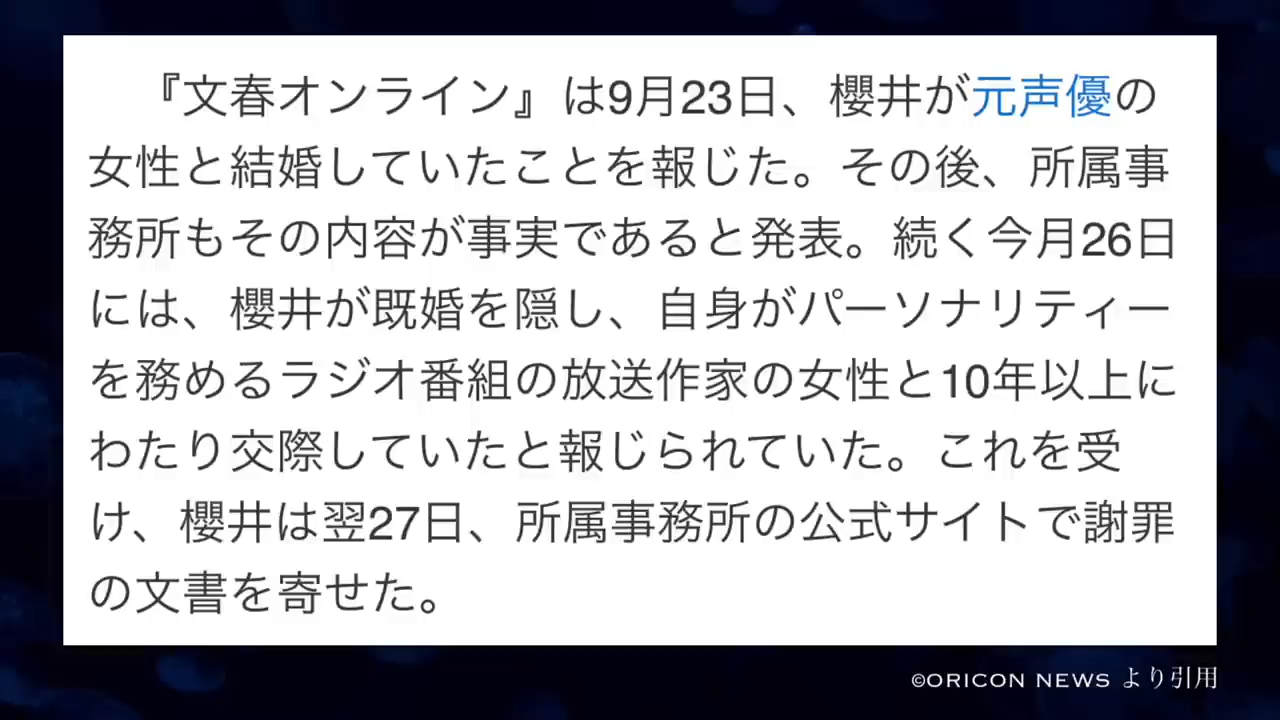 『文春オンライン』は9月23日、櫻井が元声優の
女性と結婚していたことを報じた。その後、所属事
務所もその内容が事実であると発表。続く今月26日
には、櫻井が既婚を隠し、自身がパーソナリティー
を務めるラジオ番組の放送作家の女性と10年以上に
わたり交際していたと報じられていた。これを受
け、櫻井は翌27日、所属事務所の公式サイトで謝罪
の文書を寄せた。
©ORICON NEWS より引用